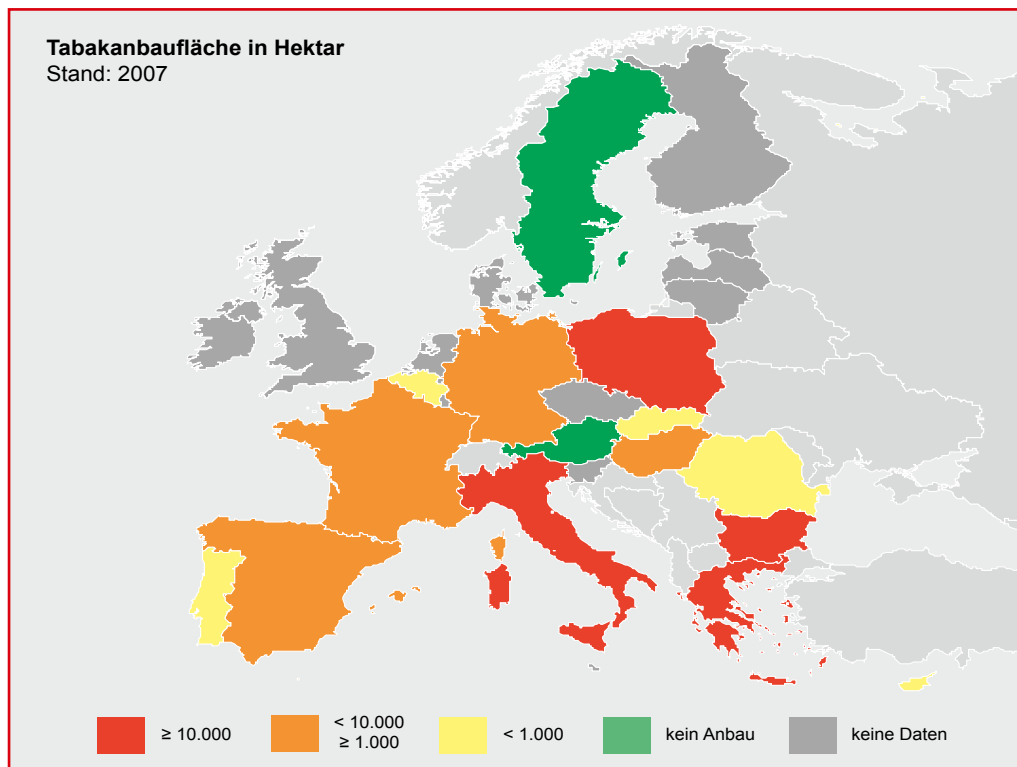 Tabakanbaufläche in Hektar
Stand: 2007
≥ 10.000
< 10.000
≥ 1.000
< 1.000
kein Anbau
keine Daten